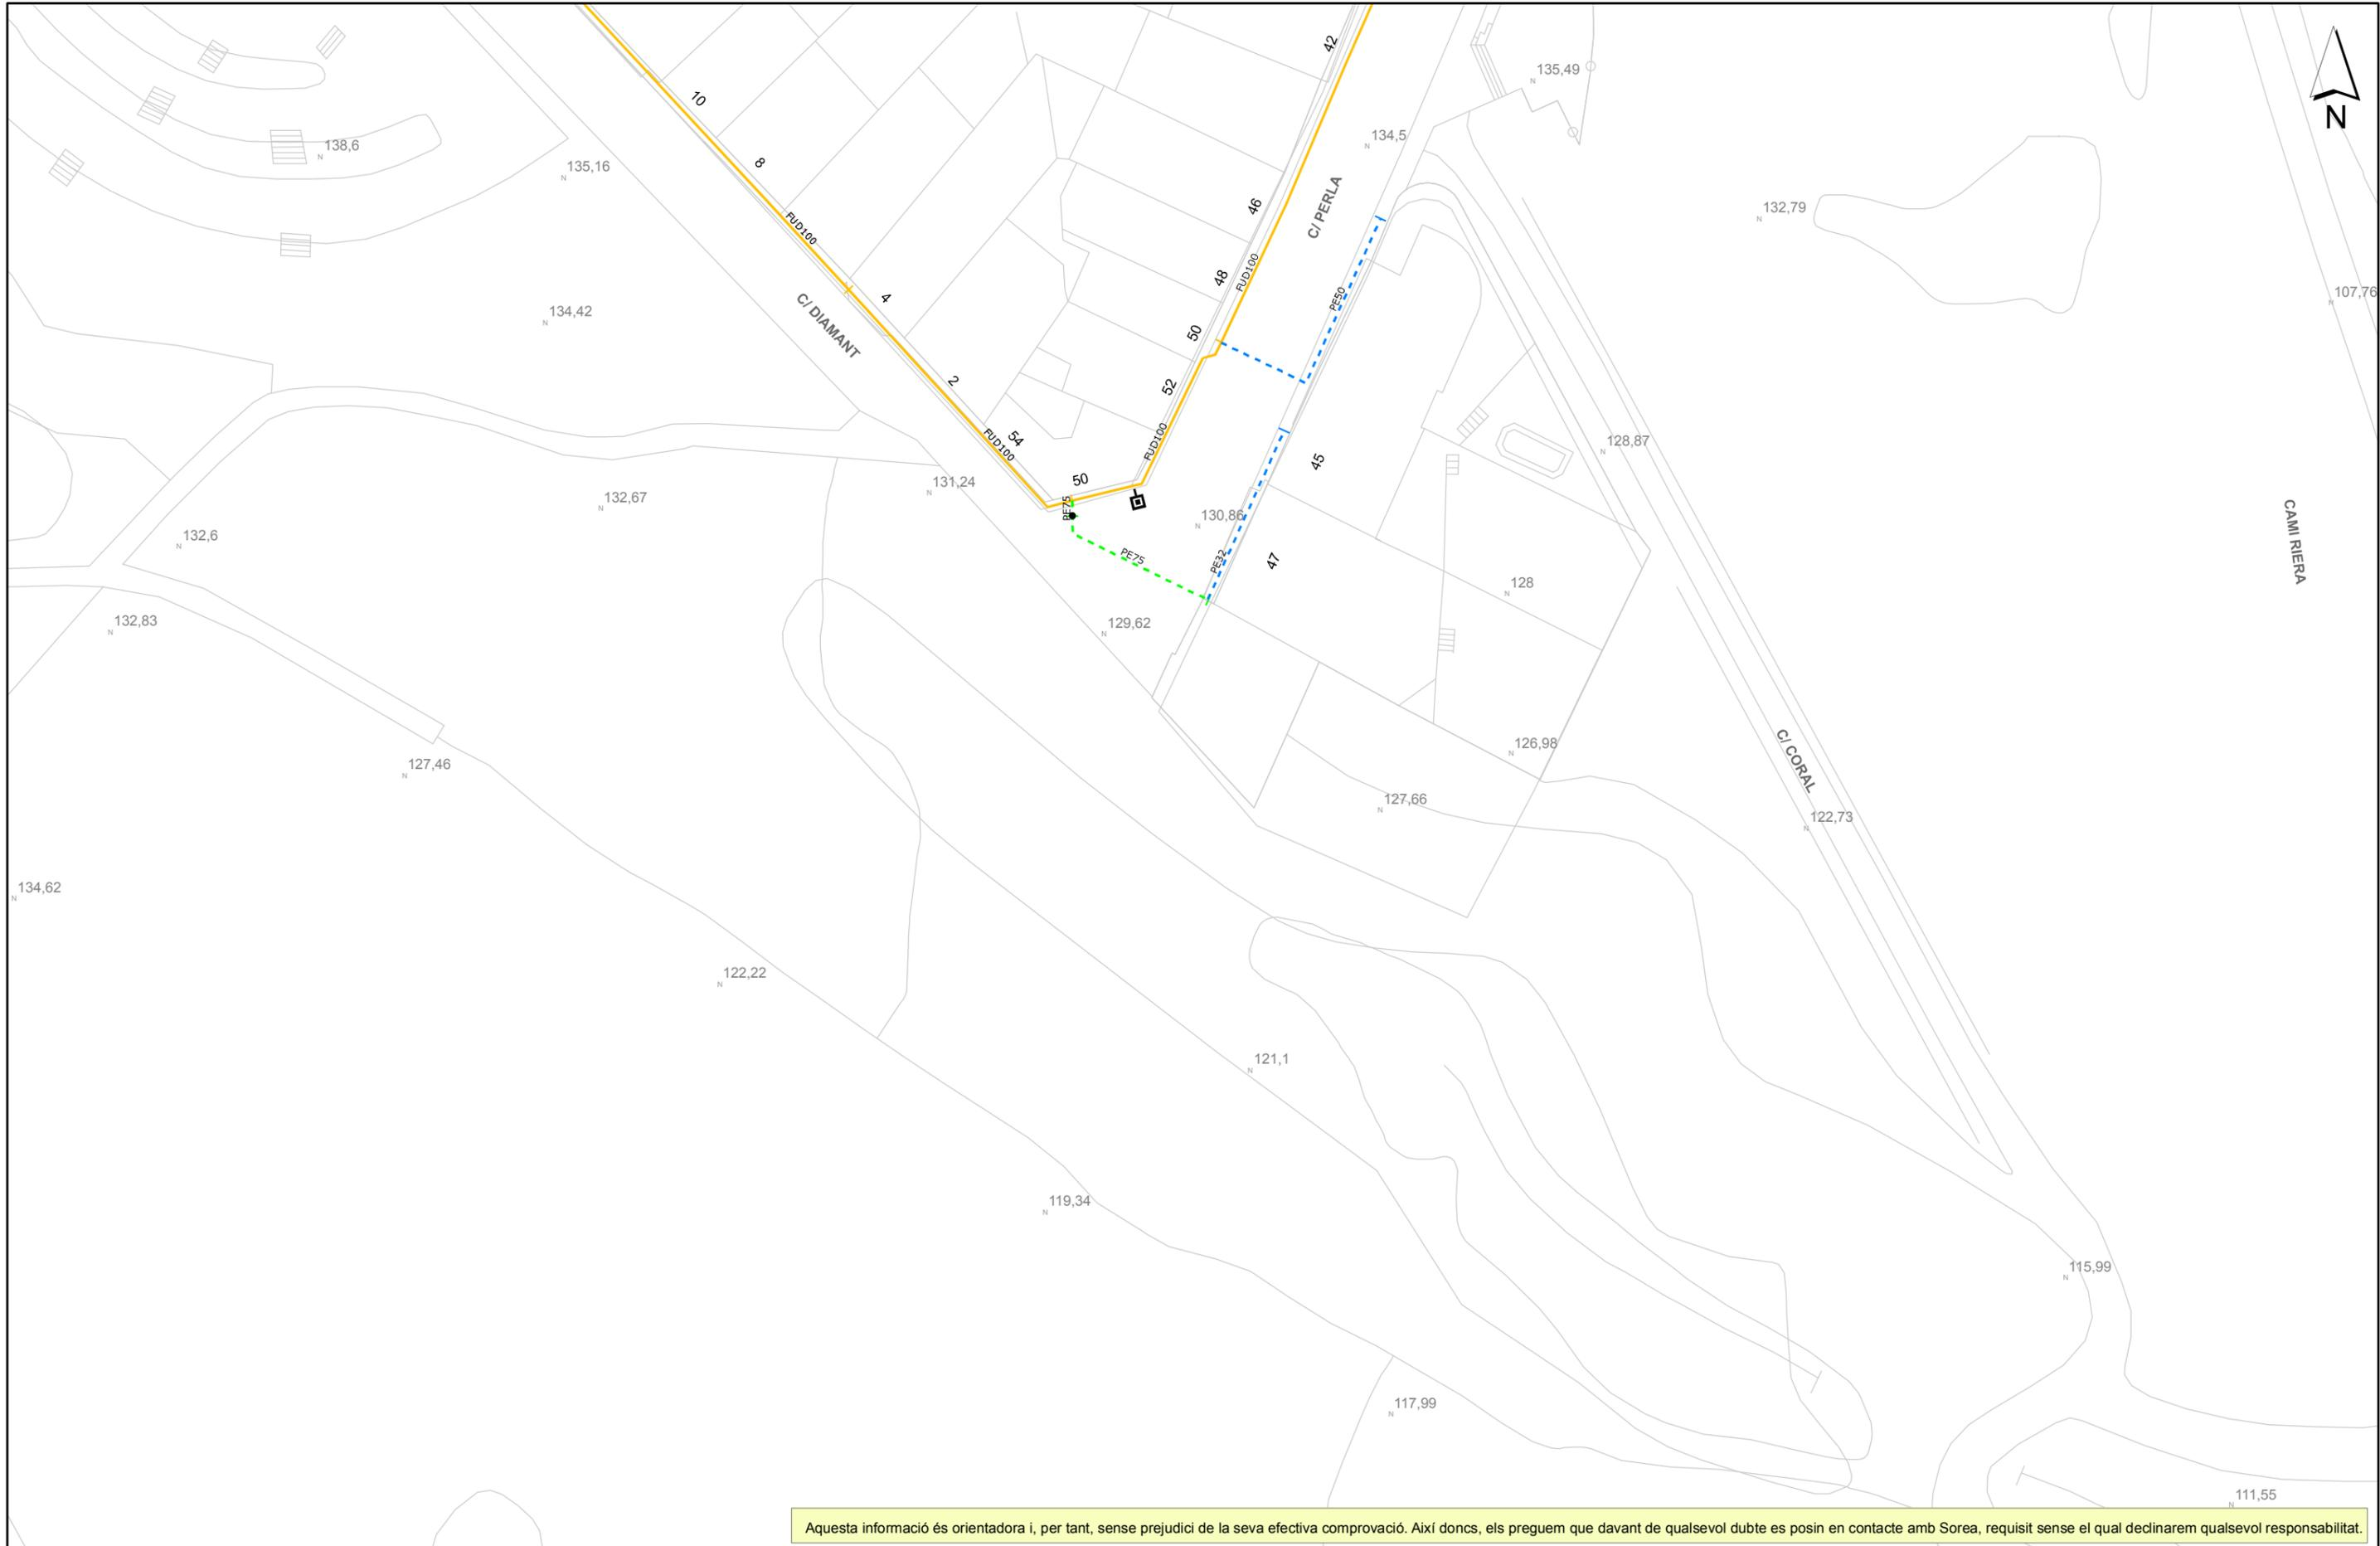 N
42
135,49
N
10
134,5
N
138,6
N
8
135,16
N
46
C/ PERLA
132,79
N
FUD100
48
FUD100
4
PE50
107,76
N
134,42
N
C/ DIAMANT
50
2
52
54
FUD100
FUD100
128,87
N
45
50
131,24
N
132,67
N
PE75
130,86
N
132,6
N
CAMI RIERA
PE75
PE32
47
128
N
132,83
N
129,62
N
126,98
N
C/ CORAL
127,46
N
127,66
N
122,73
N
134,62
N
122,22
N
121,1
N
119,34
N
115,99
N
117,99
N
111,55
N
Aquesta informació és orientadora i, per tant, sense prejudici de la seva efectiva comprovació. Així doncs, els preguem que davant de qualsevol dubte es posin en contacte amb Sorea, requisit sense el qual declinarem qualsevol responsabilitat.